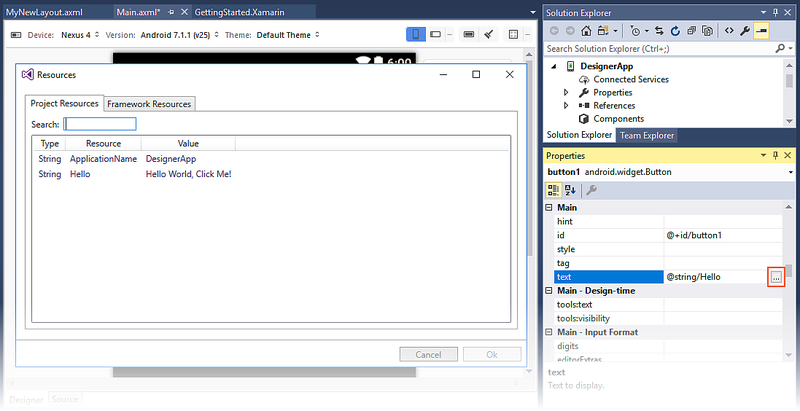 MyNewLayout.axml Main.axml* GettingStarted.Xamarin
Device: Nexus 4 Version: Android 7.1.1 (v25) Theme: Default Theme
6:00
Resources
Project Resources Framework Resources
Search:
Type Resource Value
String ApplicationName DesignerApp
String Hello Hello World, Click Me!
Cancel Ok
Designer Source
Solution Explorer
Search Solution Explorer (Ctrl+;)
DesignerApp
Connected Services
Properties
References
Components
Solution Explorer Team Explorer
Properties
button1 android.widget.Button
Main
hint
id @+id/button1
style
tag
text @string/Hello ...
Main - Design-time
tools:text
tools:visibility
Main - Input Format
digits
editorExtras
text
Text to display.